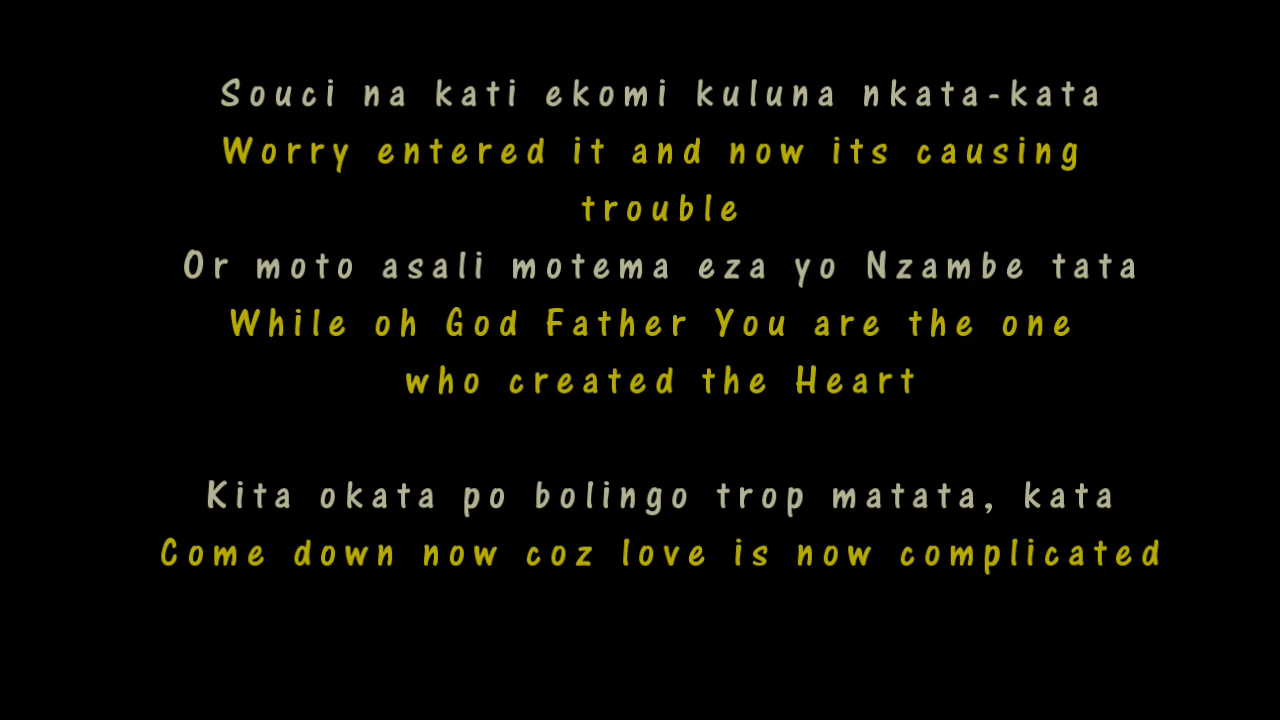 Souci na kati ekomi kuluna nkata-kata
Worry entered it and now its causing
trouble
Or moto asali motema eza yo Nzambe tata
While oh God Father You are the one
who created the Heart
Kita okata po bolingo trop matata, kata
Come down now coz love is now complicated